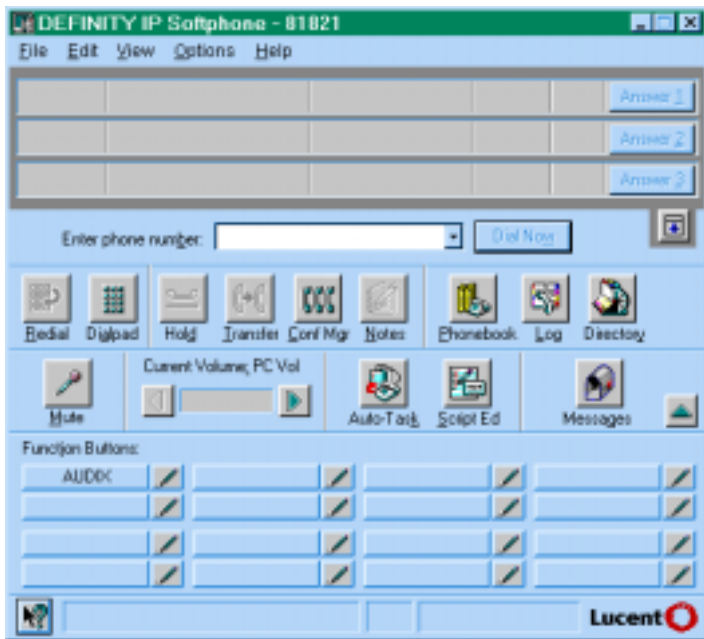 DEFINITY IP Softphone - 81821
File Edit View Options Help
Answer 1
Answer 2
Answer 3
Enter phone number: Dial Now
Redial Dialpad Hold Transfer Conf Mgr Notes Phonebook Log Directory
Current Volume; PC Vol
Mute Auto-Task Script Ed Messages
Function Buttons:
AUDIX
Lucent